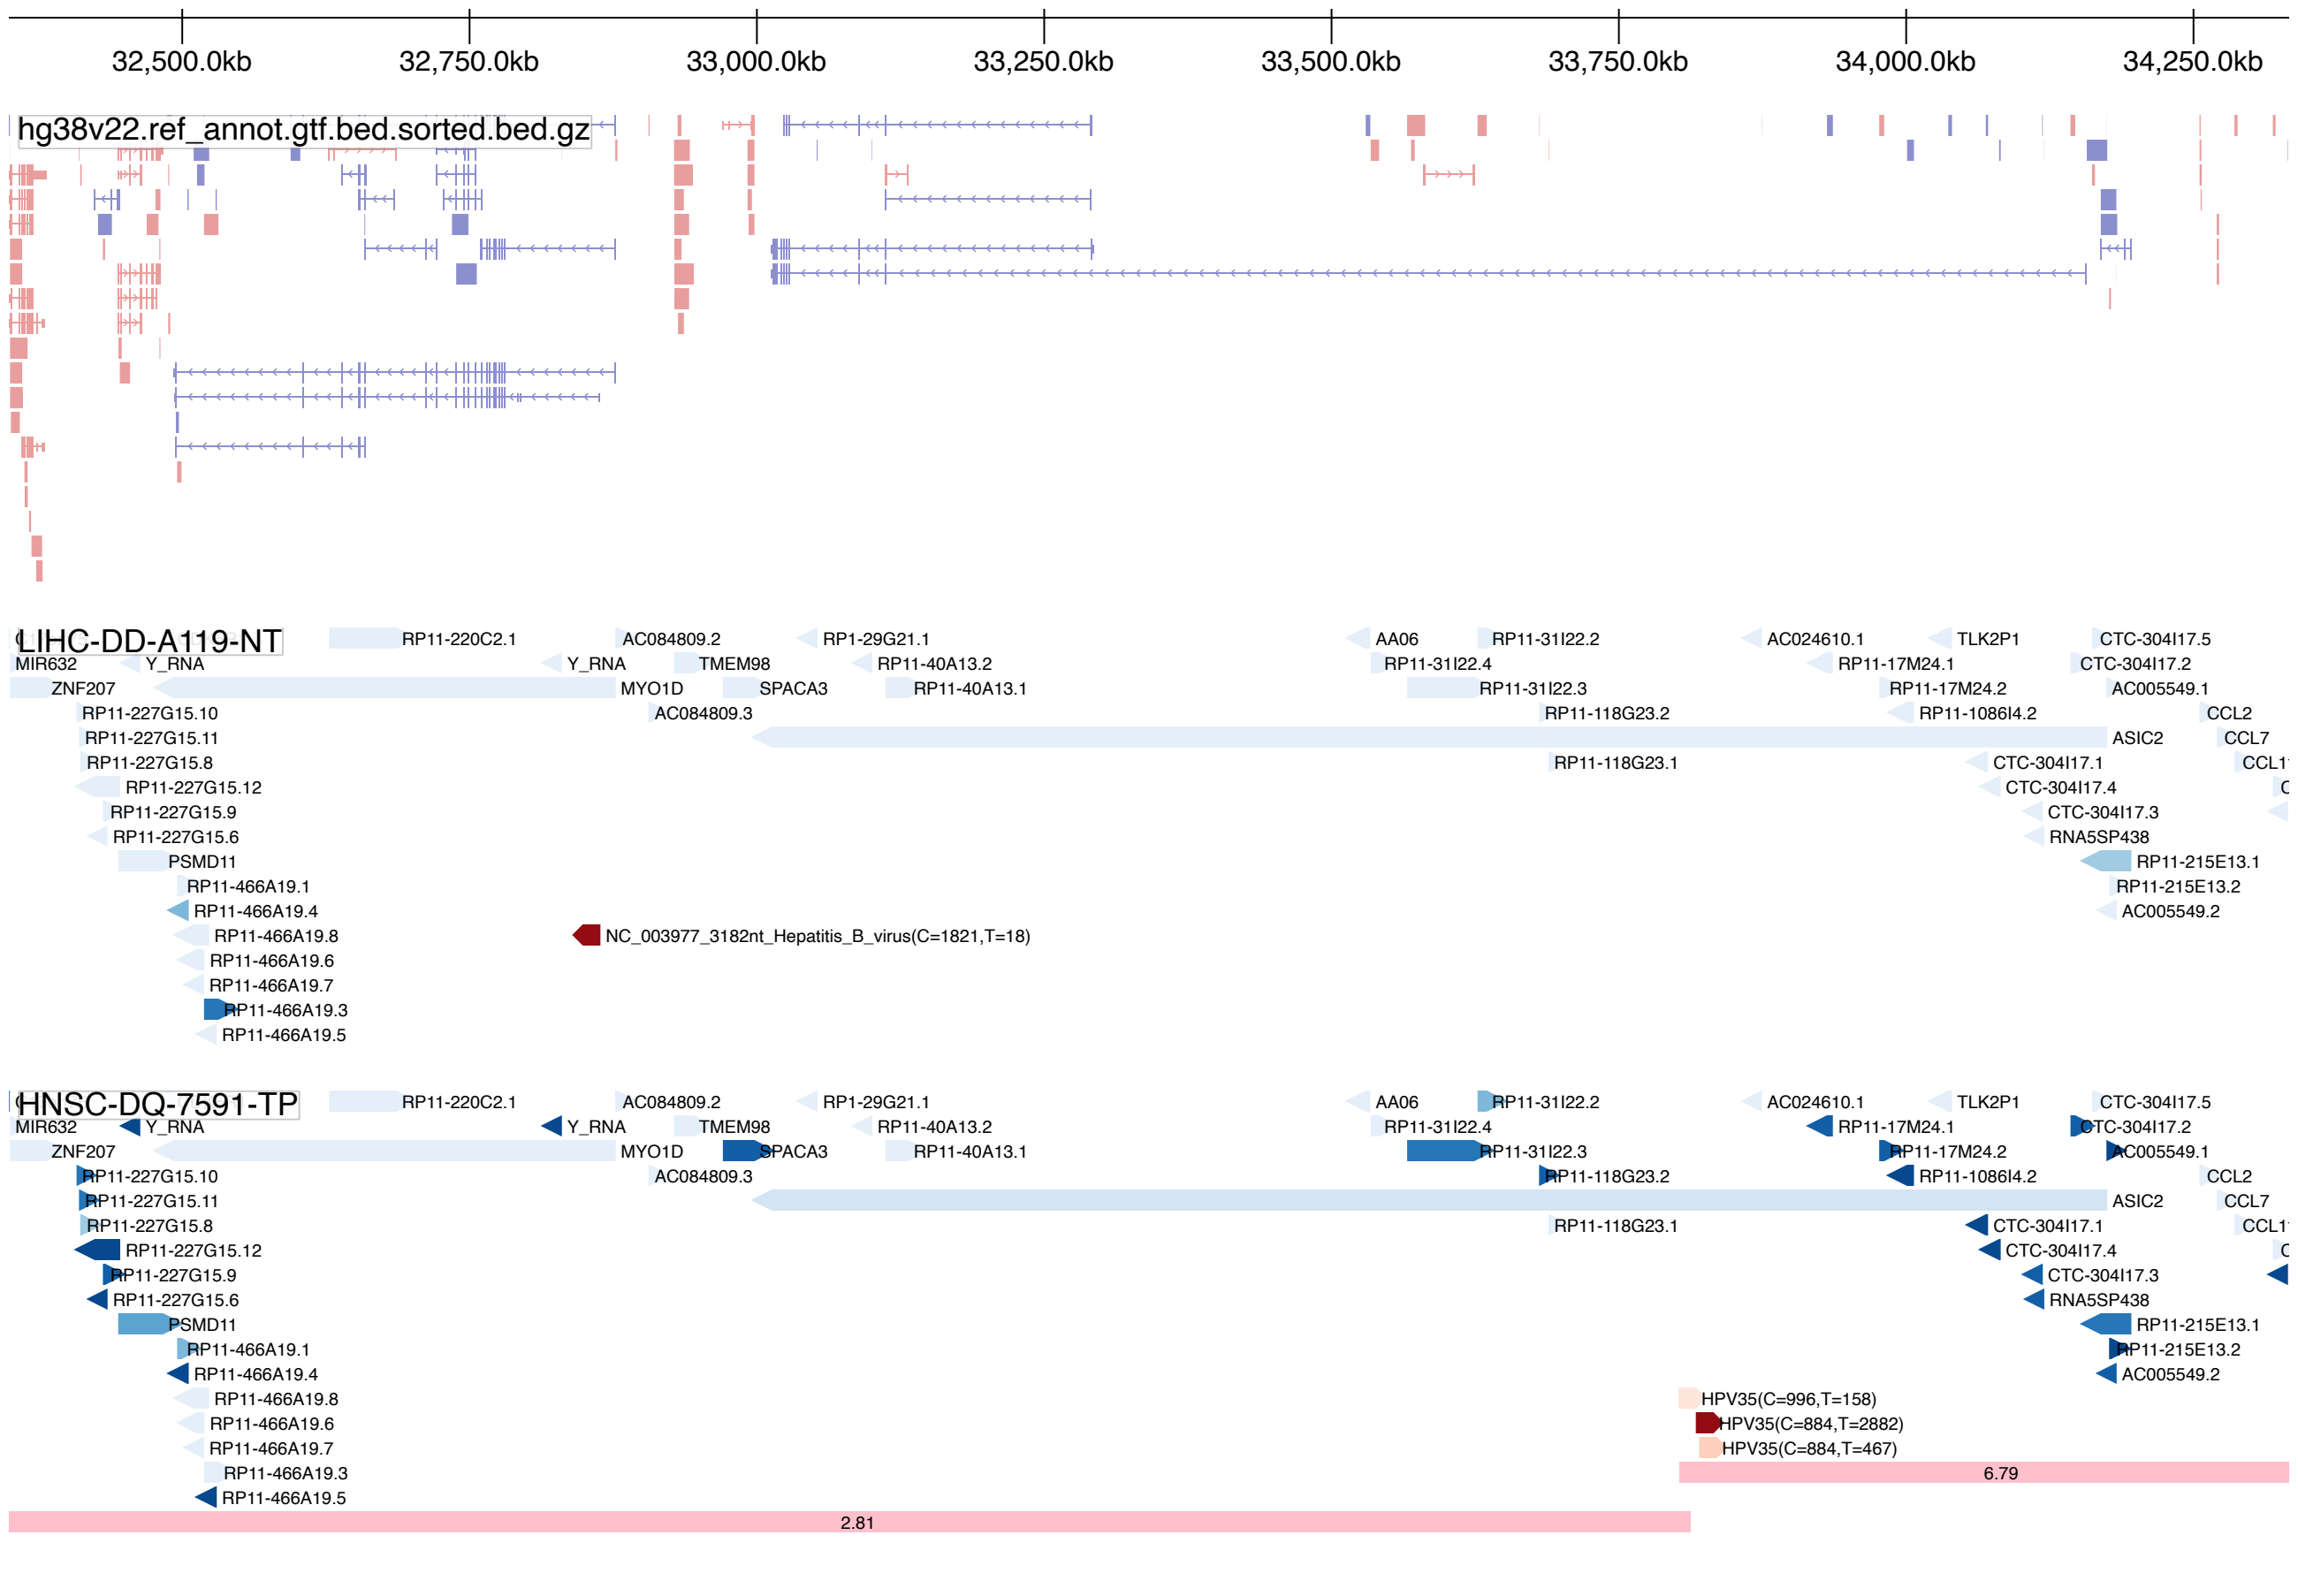 32,500.0kb 32,750.0kb 33,000.0kb 33,250.0kb 33,500.0kb 33,750.0kb 34,000.0kb 34,250.0kb
hg38v22.ref_annot.gtf.bed.sorted.bed.gz
LIHC-DD-A119-NT RP11-220C2.1 AC084809.2 RP1-29G21.1 AA06 RP11-31I22.2 AC024610.1 TLK2P1 CTC-304I17.5
MIR632 Y_RNA Y_RNA TMEM98 RP11-40A13.2 RP11-31I22.4 RP11-17M24.1 CTC-304I17.2
ZNF207 MYO1D SPACA3 RP11-40A13.1 RP11-31I22.3 RP11-17M24.2 AC005549.1
RP11-227G15.10 AC084809.3 RP11-118G23.2 RP11-1086I4.2 CCL2
RP11-227G15.11 ASIC2 CCL7
RP11-227G15.8 RP11-118G23.1 CTC-304I17.1 CCL1
RP11-227G15.12 CTC-304I17.4 C
RP11-227G15.9 CTC-304I17.3
RP11-227G15.6 RNA5SP438
PSMD11 RP11-215E13.1
RP11-466A19.1 RP11-215E13.2
RP11-466A19.4 AC005549.2
RP11-466A19.8 NC_003977_3182nt_Hepatitis_B_virus(C=1821,T=18)
RP11-466A19.6
RP11-466A19.7
RP11-466A19.3
RP11-466A19.5
HNSC-DQ-7591-TP RP11-220C2.1 AC084809.2 RP1-29G21.1 AA06 RP11-31I22.2 AC024610.1 TLK2P1 CTC-304I17.5
MIR632 Y_RNA Y_RNA TMEM98 RP11-40A13.2 RP11-31I22.4 RP11-17M24.1 CTC-304I17.2
ZNF207 MYO1D SPACA3 RP11-40A13.1 RP11-31I22.3 RP11-17M24.2 AC005549.1
RP11-227G15.10 AC084809.3 RP11-118G23.2 RP11-1086I4.2 CCL2
RP11-227G15.11 ASIC2 CCL7
RP11-227G15.8 RP11-118G23.1 CTC-304I17.1 CCL1
RP11-227G15.12 CTC-304I17.4 C
RP11-227G15.9 CTC-304I17.3
RP11-227G15.6 RNA5SP438
PSMD11 RP11-215E13.1
RP11-466A19.1 RP11-215E13.2
RP11-466A19.4 AC005549.2
RP11-466A19.8 HPV35(C=996,T=158)
RP11-466A19.6 HPV35(C=884,T=2882)
RP11-466A19.7 HPV35(C=884,T=467)
RP11-466A19.3 6.79
RP11-466A19.5
2.81